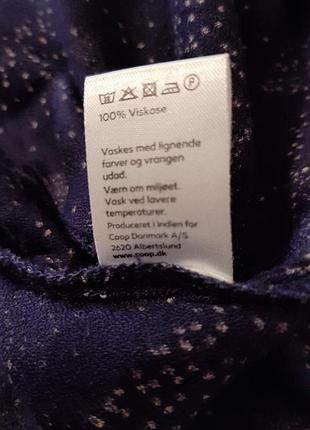 100% Viskose
Vaskes med lignende
farver og vrangen
udad.
Værn om miljøet.
Vask ved lavere
temperaturer.
Produceret i Indien for
Coop Danmark A/S
2620 Albertslund
www.coop.dk